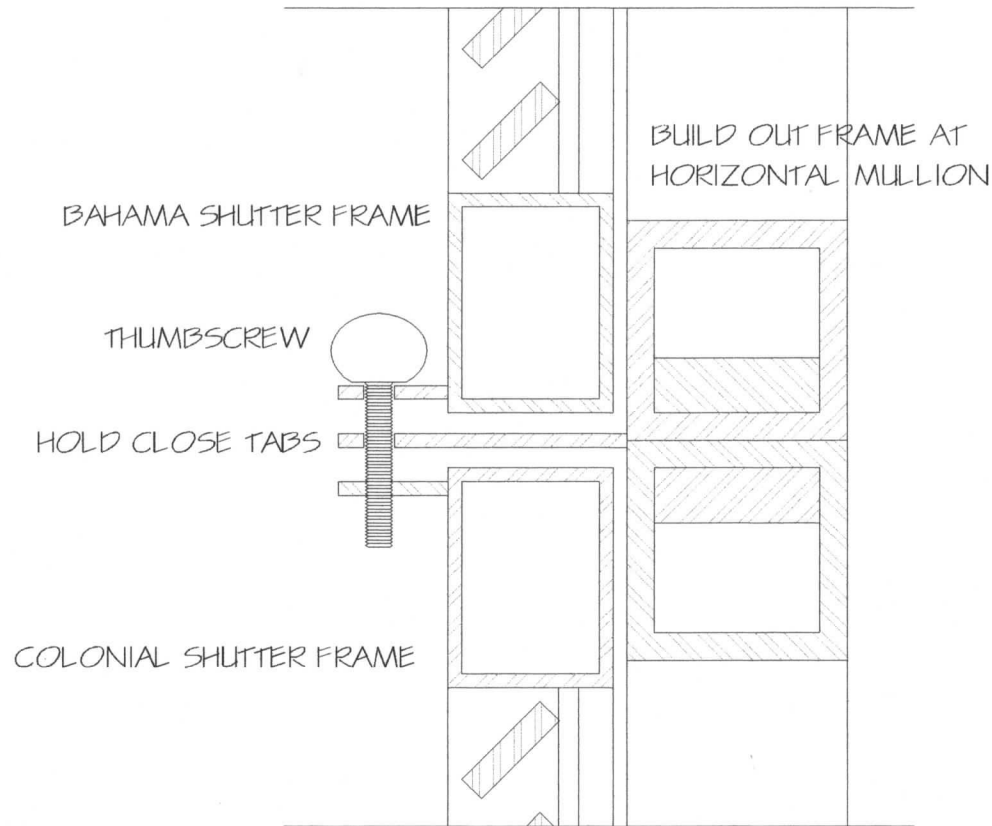 BUILD OUT FRAME AT
HORIZONTAL MULLION
BAHAMA SHUTTER FRAME
THUMBSCREW
HOLD CLOSE TABS
COLONIAL SHUTTER FRAME